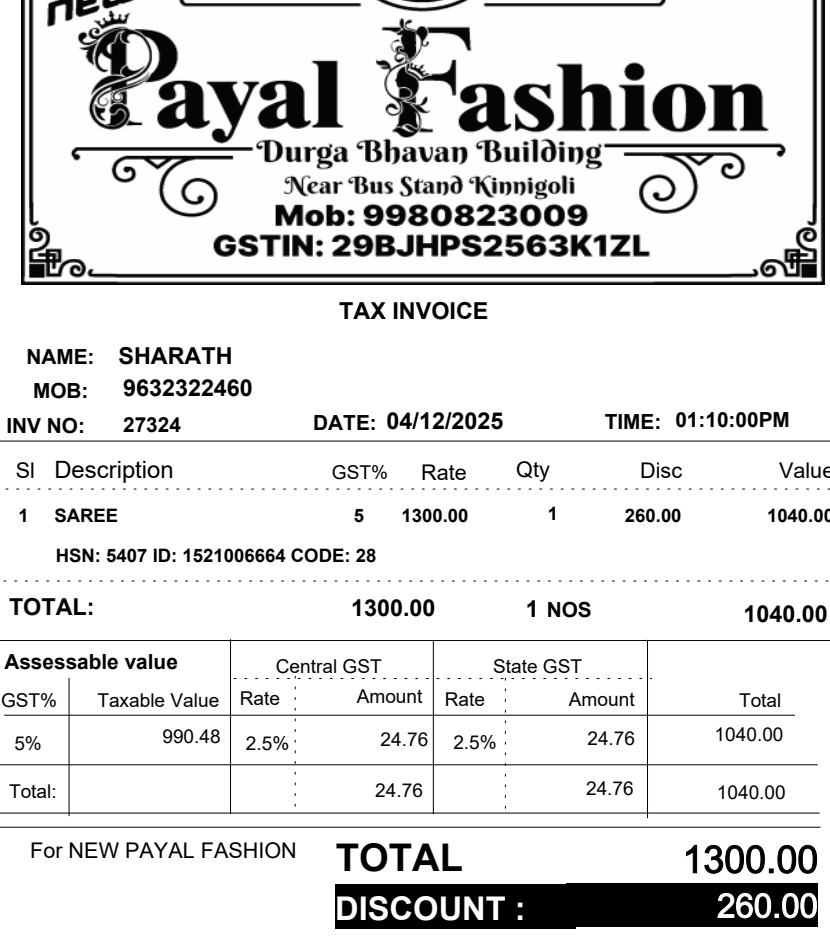 new
Payal Fashion
Durga Bhavan Building
Near Bus Stand Kinnigoli
Mob: 9980823009
GSTIN: 29BJHPS2563K1ZL
TAX INVOICE
NAME: SHARATH
MOB: 9632322460
INV NO: 27324 DATE: 04/12/2025 TIME: 01:10:00PM
Sl Description GST% Rate Qty Disc Value
1 SAREE 5 1300.00 1 260.00 1040.00
HSN: 5407 ID: 1521006664 CODE: 28
TOTAL: 1300.00 1 NOS 1040.00
Assessable value Central GST State GST
GST% Taxable Value Rate Amount Rate Amount Total
5% 990.48 2.5% 24.76 2.5% 24.76 1040.00
Total: 24.76 24.76 1040.00
For NEW PAYAL FASHION TOTAL 1300.00
DISCOUNT : 260.00